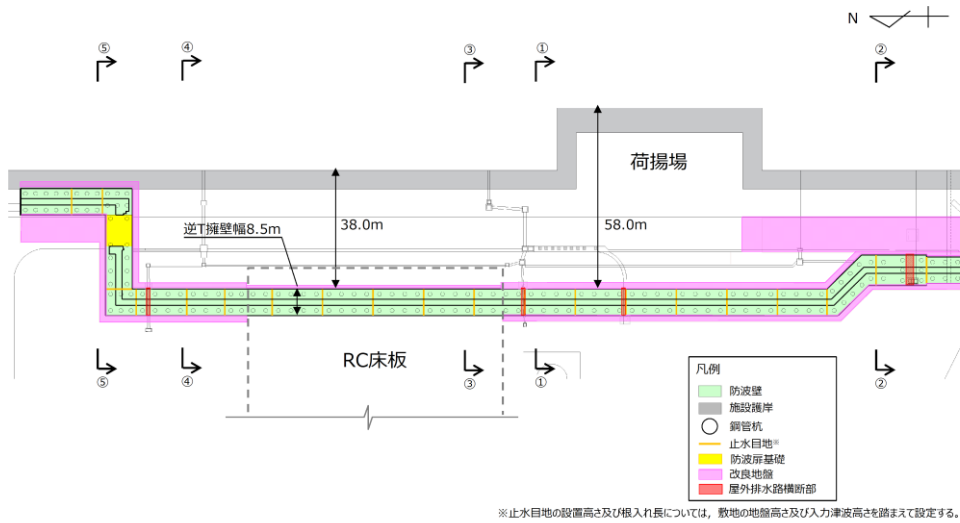 N
⑤
④
③
①
②
荷揚場
逆T擁壁幅8.5m
38.0m
58.0m
RC床板
⑤
④
③
①
②
凡例
防波壁
施設護岸
鋼管杭
止水目地※
防波扉基礎
改良地盤
屋外排水路横断部
※止水目地の設置高さ及び根入れ長については，敷地の地盤高さ及び入力津波高さを踏まえて設定する。